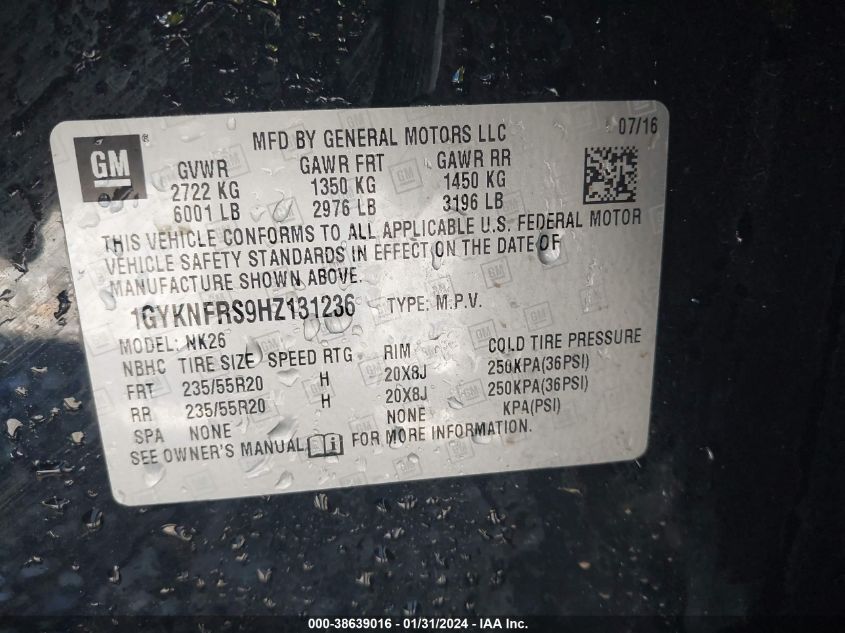 GM ® MFD BY GENERAL MOTORS LLC 07/16
GVWR GAWR FRT GAWR RR
2722 KG 1350 KG 1450 KG
6001 LB 2976 LB 3196 LB
THIS VEHICLE CONFORMS TO ALL APPLICABLE U.S. FEDERAL MOTOR
VEHICLE SAFETY STANDARDS IN EFFECT ON THE DATE OF
MANUFACTURE SHOWN ABOVE.
1GYKNFRS9HZ131236 TYPE: M.P.V.
MODEL: NK26
NBHC TIRE SIZE SPEED RTG RIM COLD TIRE PRESSURE
FRT 235/55R20 H 20X8J 250KPA(36PSI)
RR 235/55R20 H 20X8J 250KPA(36PSI)
SPA NONE NONE KPA(PSI)
SEE OWNER'S MANUAL FOR MORE INFORMATION.
000-38639016 - 01/31/2024 - IAA Inc.